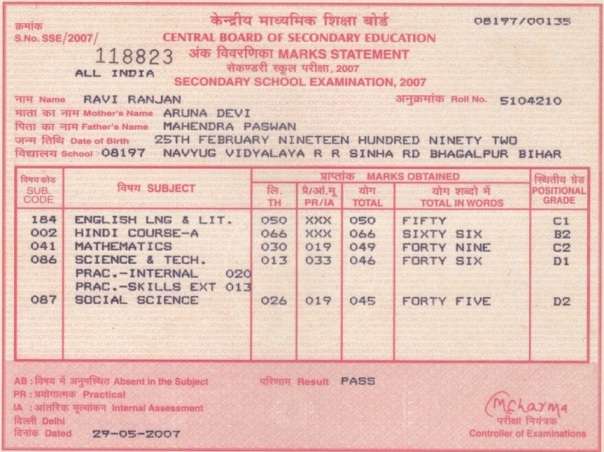 क्रमांक
S.No. SSE/2007/
118823
ALL INDIA
केन्द्रीय माध्यमिक शिक्षा बोर्ड
CENTRAL BOARD OF SECONDARY EDUCATION
अंक विवरणिका MARKS STATEMENT
सेकण्डरी स्कूल परीक्षा, 2007
SECONDARY SCHOOL EXAMINATION, 2007
08197/00135
नाम Name RAVI RANJAN अनुक्रमांक Roll No. 5104210
माता का नाम Mother's Name ARUNA DEVI
पिता का नाम Father's Name MAHENDRA PASWAN
जन्म तिथि Date of Birth 25TH FEBRUARY NINETEEN HUNDRED NINETY TWO
विद्यालय School 08197 NAVYUG VIDYALAYA R R SINHA RD BHAGALPUR BIHAR
विषय कोड SUB. CODE
विषय SUBJECT
प्राप्तांक MARKS OBTAINED
लि. TH
प्रै/आं.मू PR/IA
योग TOTAL
योग शब्दों में TOTAL IN WORDS
स्थितीय ग्रेड POSITIONAL GRADE
184 ENGLISH LNG & LIT. 050 XXX 050 FIFTY C1
002 HINDI COURSE-A 066 XXX 066 SIXTY SIX B2
041 MATHEMATICS 030 019 049 FORTY NINE C2
086 SCIENCE & TECH. 013 033 046 FORTY SIX D1
PRAC.-INTERNAL 020
PRAC.-SKILLS EXT 013
087 SOCIAL SCIENCE 026 019 045 FORTY FIVE D2
AB : विषय में अनुपस्थित Absent in the Subject परिणाम Result PASS
PR : प्रयोगात्मक Practical
IA : आंतरिक मूल्यांकन Internal Assessment
दिल्ली Delhi
दिनांक Dated 29-05-2007
परीक्षा नियंत्रक
Controller of Examinations